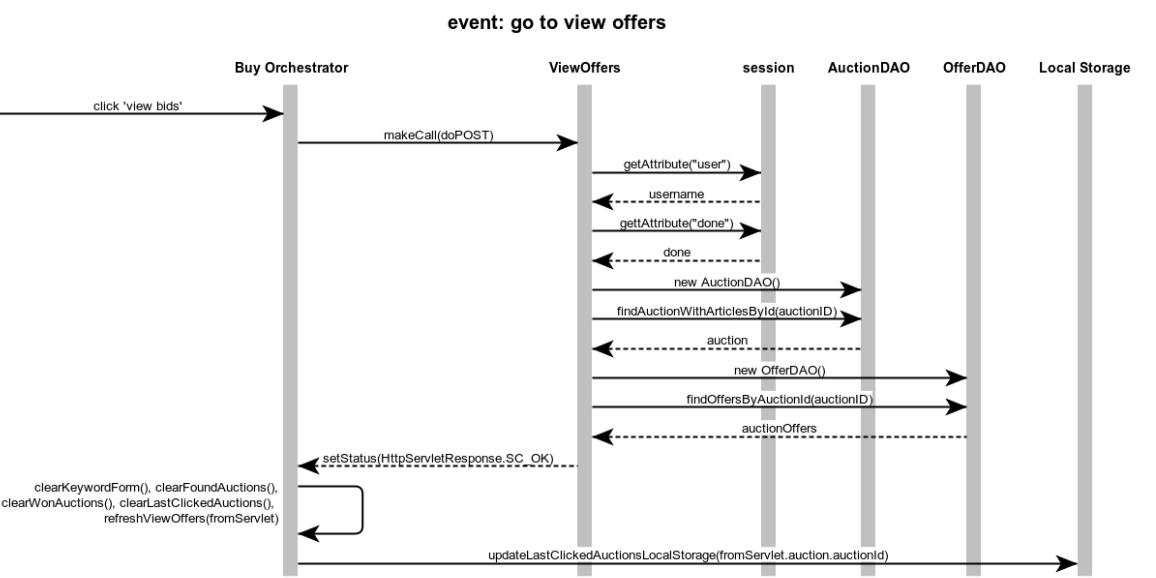 event: go to view offers
Buy Orchestrator
ViewOffers
session
AuctionDAO
OfferDAO
Local Storage
click 'view bids'
makeCall(doPOST)
getAttribute("user")
username
gettAttribute("done")
done
new AuctionDAO()
findAuctionWithArticlesById(auctionID)
auction
new OfferDAO()
findOffersByAuctionId(auctionID)
auctionOffers
setStatus(HttpServletResponse.SC_OK)
clearKeywordForm(), clearFoundAuctions(),
clearWonAuctions(), clearLastClickedAuctions(),
refreshViewOffers(fromServlet)
updateLastClickedAuctionsLocalStorage(fromServlet.auction.auctionId)